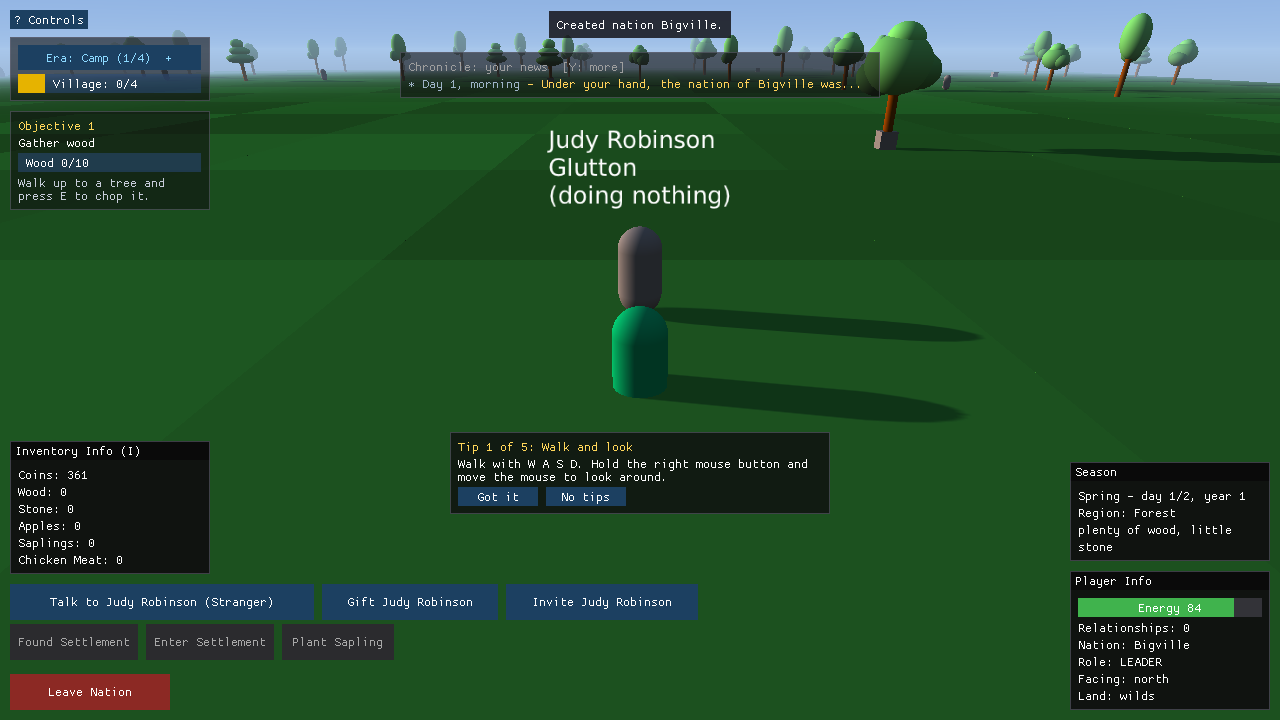 ? Controls
Created nation Bigville.
Era: Camp (1/4)  +
Village: 0/4
Chronicle: your news  [Y: more]
* Day 1, morning – Under your hand, the nation of Bigville was...
Objective 1
Gather wood
Wood 0/10
Walk up to a tree and
press E to chop it.
Judy Robinson
Glutton
(doing nothing)
Tip 1 of 5: Walk and look
Walk with W A S D. Hold the right mouse button and
move the mouse to look around.
Got it
No tips
Inventory Info (I)
Coins: 361
Wood: 0
Stone: 0
Apples: 0
Saplings: 0
Chicken Meat: 0
Season
Spring – day 1/2, year 1
Region: Forest
plenty of wood, little
stone
Player Info
Energy 84
Relationships: 0
Nation: Bigville
Role: LEADER
Facing: north
Land: wilds
Talk to Judy Robinson (Stranger)
Gift Judy Robinson
Invite Judy Robinson
Found Settlement
Enter Settlement
Plant Sapling
Leave Nation